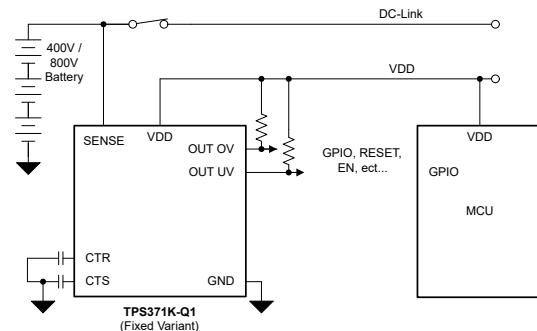 DC-Link
400V /
800V
Battery
VDD
SENSE
VDD
OUT OV
OUT UV
GPIO, RESET,
EN, ect...
VDD
GPIO
MCU
CTR
CTS
GND
TPS371K-Q1
(Fixed Variant)